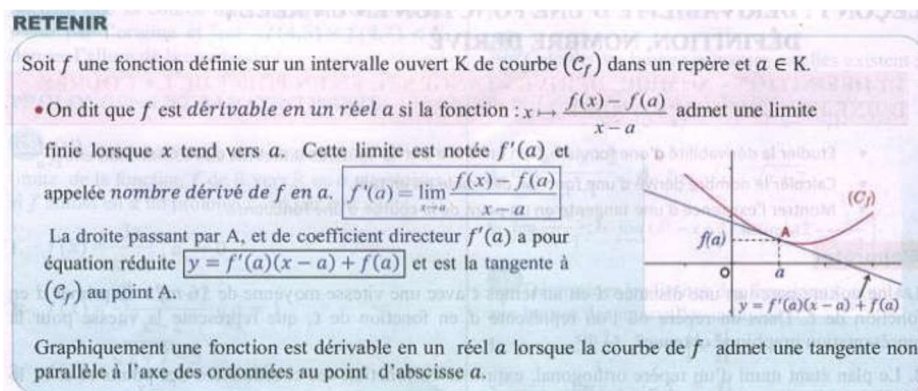 RETENIR
Soit f une fonction définie sur un intervalle ouvert K de courbe (𝒞f) dans un repère et a ∈ K.
• On dit que f est dérivable en un réel a si la fonction : x ↦ (f(x) − f(a))/(x − a) admet une limite
finie lorsque x tend vers a. Cette limite est notée f′(a) et
appelée nombre dérivé de f en a. f′(a) = lim x→a (f(x) − f(a))/(x − a)
La droite passant par A, et de coefficient directeur f′(a) a pour
équation réduite y = f′(a)(x − a) + f(a) et est la tangente à
(𝒞f) au point A.
(Cf)
A
f(a)
O
a
y = f′(a)(x − a) + f(a)
Graphiquement une fonction est dérivable en un réel a lorsque la courbe de f admet une tangente non
parallèle à l'axe des ordonnées au point d'abscisse a.